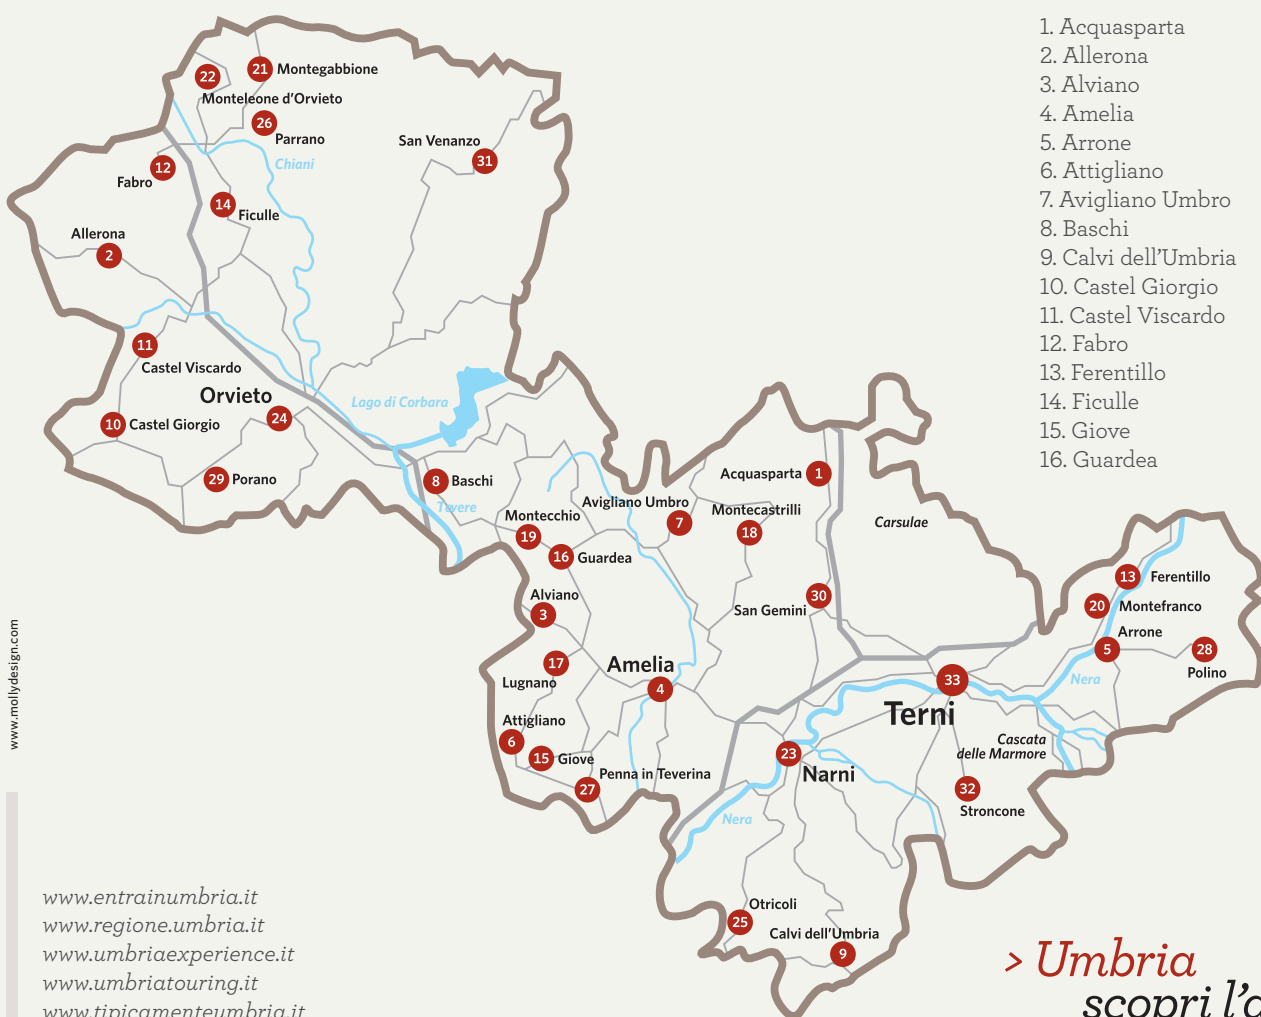 1. Acquasparta
2. Allerona
3. Alviano
4. Amelia
5. Arrone
6. Attigliano
7. Avigliano Umbro
8. Baschi
9. Calvi dell'Umbria
10. Castel Giorgio
11. Castel Viscardo
12. Fabro
13. Ferentillo
14. Ficulle
15. Giove
16. Guardea
22
21 Montegabbione
Monteleone d'Orvieto
26
Parrano
San Venanzo
31
Chiani
12
Fabro
14
Ficulle
Allerona
2
11
Castel Viscardo
Orvieto
24
Lago di Corbara
10 Castel Giorgio
29 Porano
8 Baschi
Tevere
Acquasparta 1
Avigliano Umbro
7
Montecastrilli
18
Carsulae
Montecchio
19
16 Guardea
Alviano
3
San Gemini
30
13 Ferentillo
20 Montefranco
Arrone
5
28
Polino
Nera
17
Lugnano
Amelia
4
33
Terni
Attigliano
6
15 Giove
Penna in Teverina
27
Cascata
delle Marmore
23
Narni
32
Stroncone
Nera
Otricoli
25
Calvi dell'Umbria
9
www.mollydesign.com
www.entrainumbria.it
www.regione.umbria.it
www.umbriaexperience.it
www.umbriatouring.it
www.tipicamenteumbria.it
> Umbria
scopri l'a